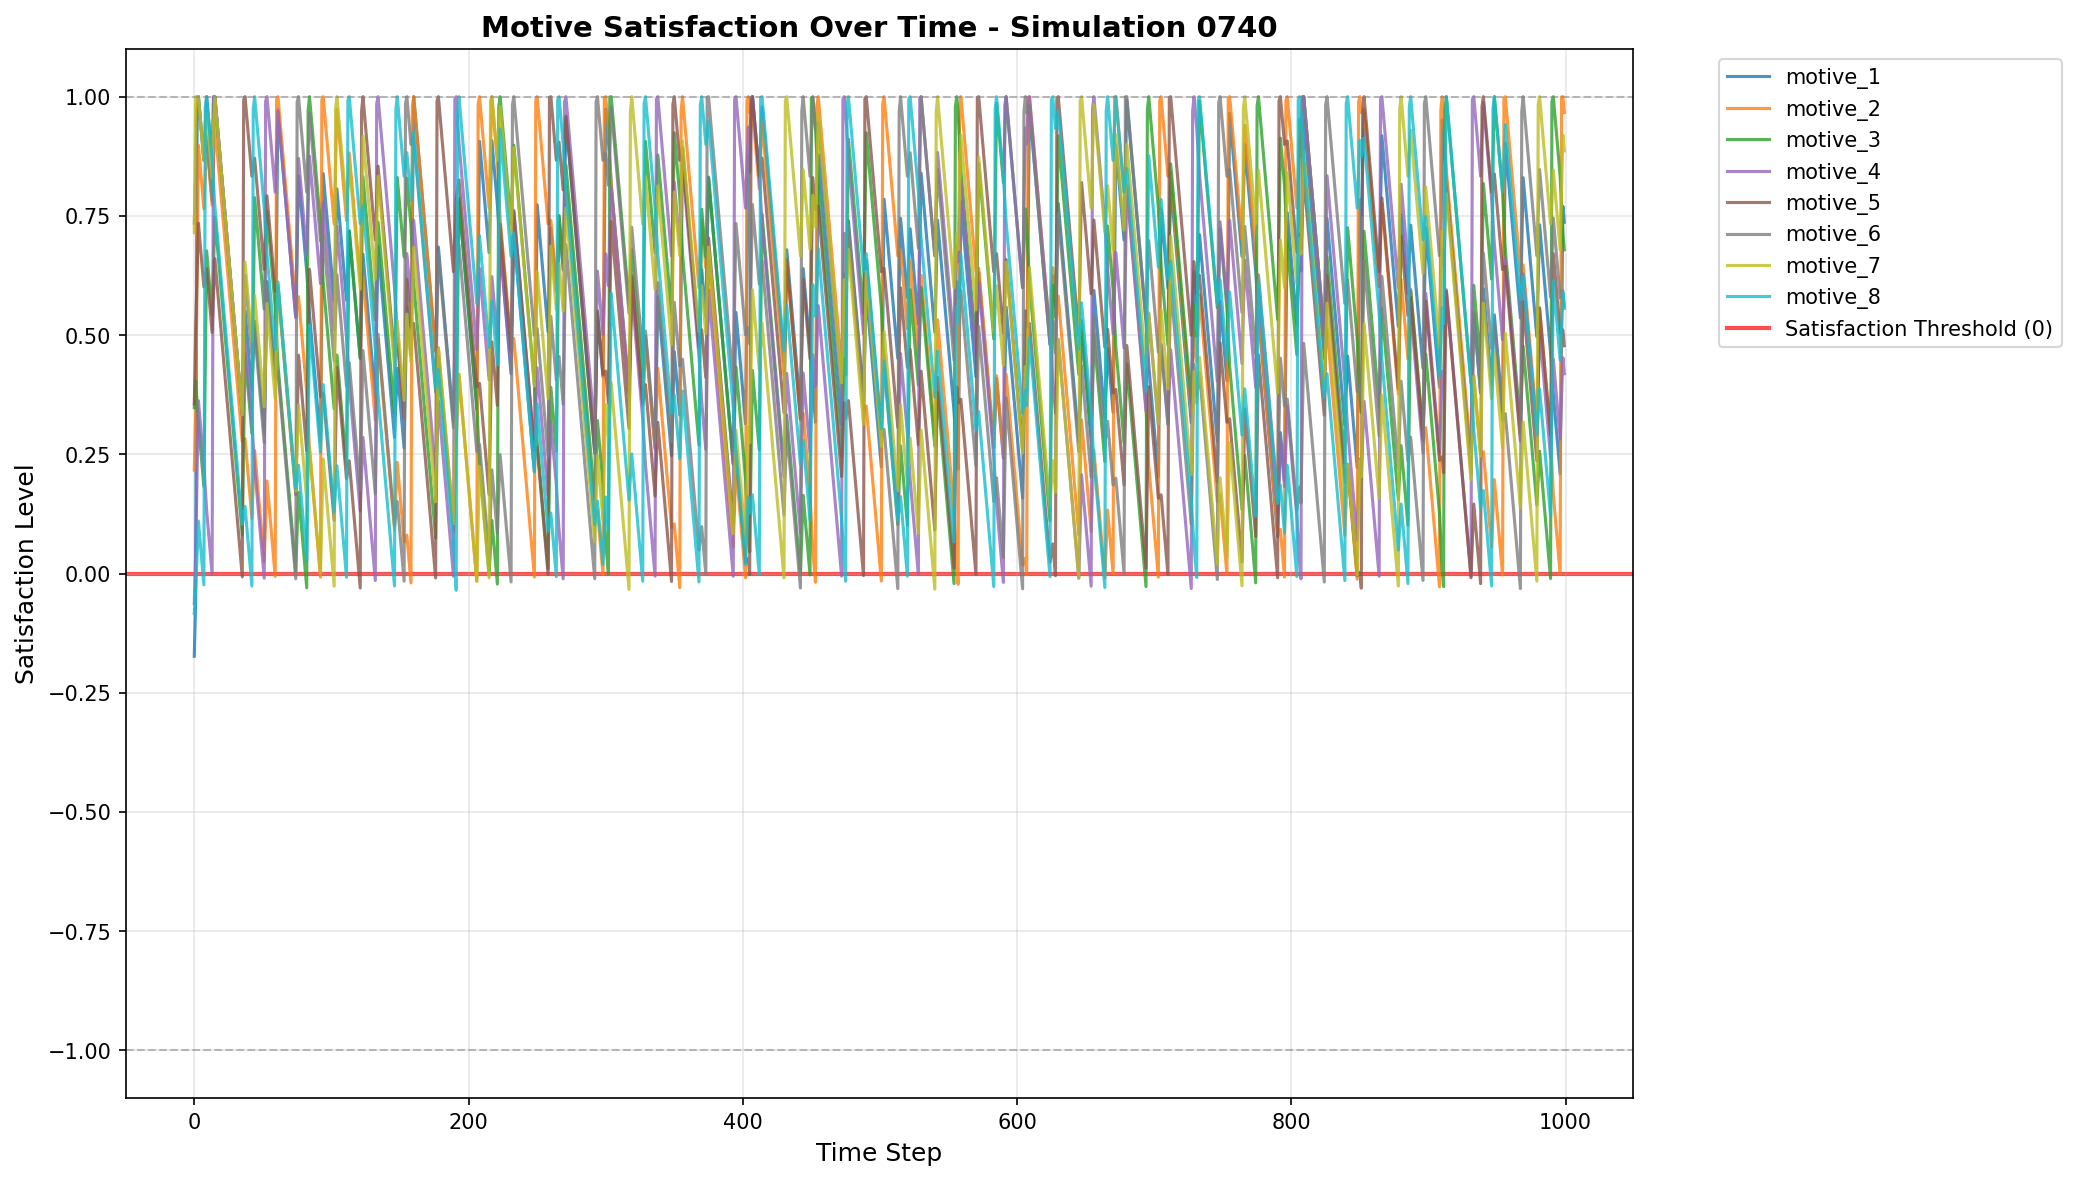 Motive Satisfaction Over Time - Simulation 0740
1.00
0.75
0.50
0.25
0.00
−0.25
−0.50
−0.75
−1.00
Satisfaction Level
0
200
400
600
800
1000
Time Step
motive_1
motive_2
motive_3
motive_4
motive_5
motive_6
motive_7
motive_8
Satisfaction Threshold (0)